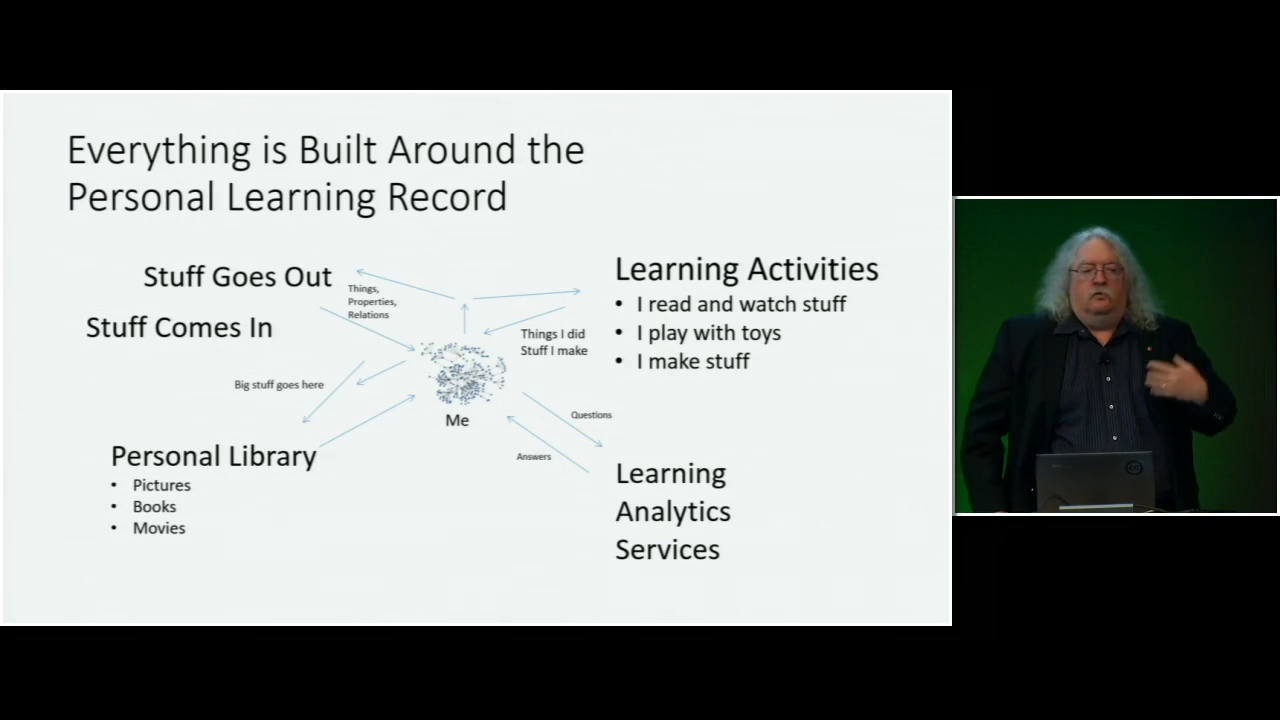 Everything is Built Around the
Personal Learning Record
Stuff Goes Out
Things,
Properties,
Relations
Stuff Comes In
Learning Activities
• I read and watch stuff
• I play with toys
• I make stuff
Things I did
Stuff I make
Big stuff goes here
Me
Questions
Answers
Personal Library
• Pictures
• Books
• Movies
Learning
Analytics
Services